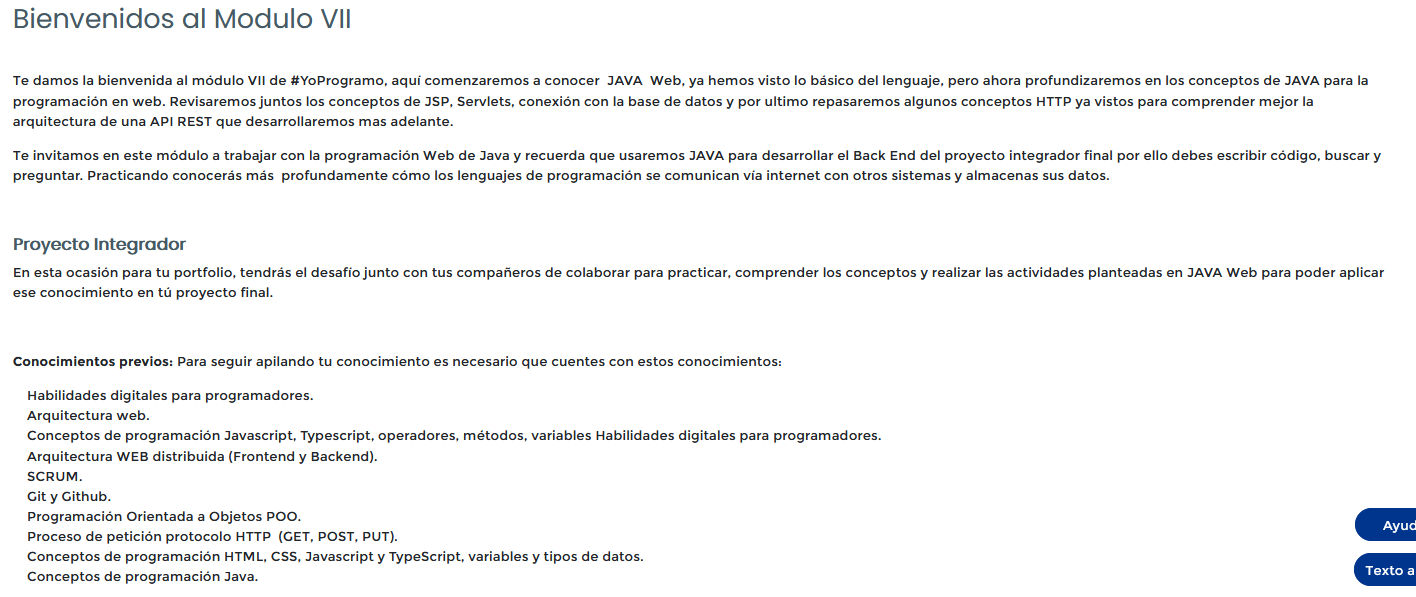 Bienvenidos al Modulo VII
Te damos la bienvenida al módulo VII de #YoProgramo, aquí comenzaremos a conocer  JAVA  Web, ya hemos visto lo básico del lenguaje, pero ahora profundizaremos en los conceptos de JAVA para la
programación en web. Revisaremos juntos los conceptos de JSP, Servlets, conexión con la base de datos y por ultimo repasaremos algunos conceptos HTTP ya vistos para comprender mejor la
arquitectura de una API REST que desarrollaremos mas adelante.
Te invitamos en este módulo a trabajar con la programación Web de Java y recuerda que usaremos JAVA para desarrollar el Back End del proyecto integrador final por ello debes escribir código, buscar y
preguntar. Practicando conocerás más  profundamente cómo los lenguajes de programación se comunican vía internet con otros sistemas y almacenas sus datos.
Proyecto Integrador
En esta ocasión para tu portfolio, tendrás el desafío junto con tus compañeros de colaborar para practicar, comprender los conceptos y realizar las actividades planteadas en JAVA Web para poder aplicar
ese conocimiento en tú proyecto final.
Conocimientos previos: Para seguir apilando tu conocimiento es necesario que cuentes con estos conocimientos:
Habilidades digitales para programadores.
Arquitectura web.
Conceptos de programación Javascript, Typescript, operadores, métodos, variables Habilidades digitales para programadores.
Arquitectura WEB distribuida (Frontend y Backend).
SCRUM.
Git y Github.
Programación Orientada a Objetos POO.
Proceso de petición protocolo HTTP  (GET, POST, PUT).
Conceptos de programación HTML, CSS, Javascript y TypeScript, variables y tipos de datos.
Conceptos de programación Java.
Ayud
Texto a